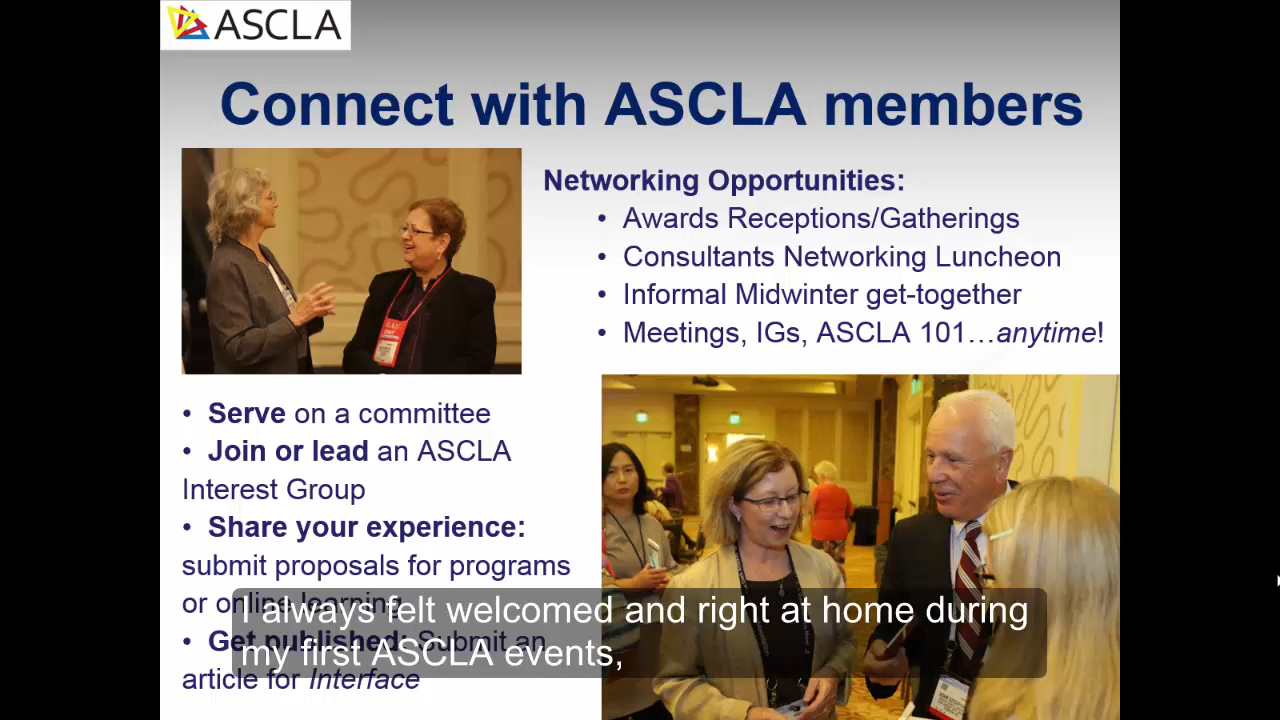 ASCLA
Connect with ASCLA members
Networking Opportunities:
• Awards Receptions/Gatherings
• Consultants Networking Luncheon
• Informal Midwinter get-together
• Meetings, IGs, ASCLA 101…anytime!
• Serve on a committee
• Join or lead an ASCLA
Interest Group
• Share your experience:
submit proposals for programs
or online learning
• Get published: Submit an
article for Interface
I always felt welcomed and right at home during
my first ASCLA events,